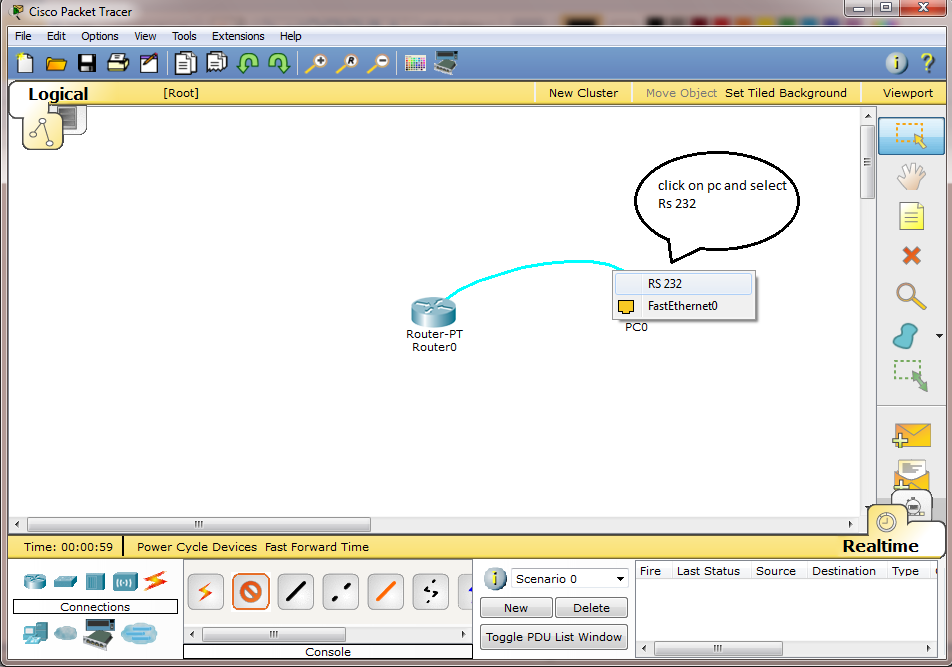 Cisco Packet Tracer
File Edit Options View Tools Extensions Help
Logical [Root] New Cluster Move Object Set Tiled Background Viewport
click on pc and select
Rs 232
RS 232
FastEthernet0
PC0
Router-PT
Router0
Realtime
Time: 00:00:59 Power Cycle Devices Fast Forward Time
Connections
Console
Scenario 0
New Delete
Toggle PDU List Window
Fire Last Status Source Destination Type